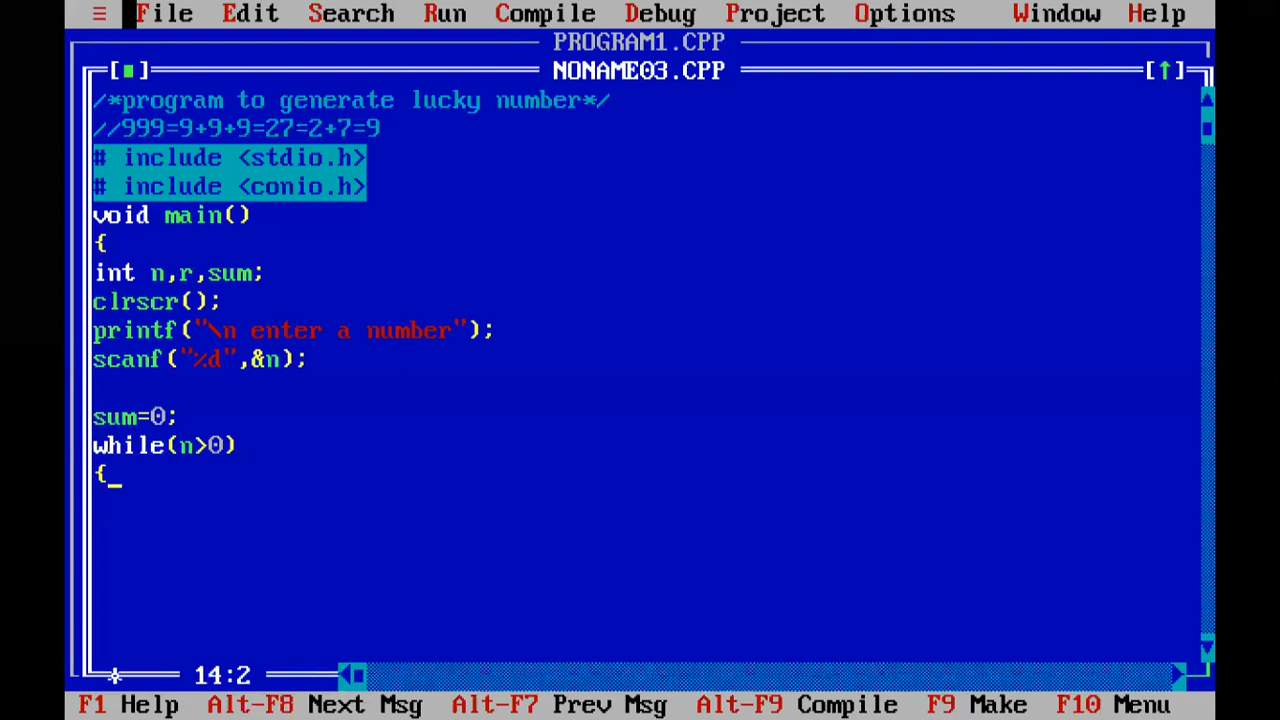 ≡ File Edit Search Run Compile Debug Project Options Window Help
PROGRAM1.CPP
[■] NONAME03.CPP [↑]
/*program to generate lucky number*/
//999=9+9+9=27=2+7=9
# include <stdio.h>
# include <conio.h>
void main()
{
int n,r,sum;
clrscr();
printf("\n enter a number");
scanf("%d",&n);
sum=0;
while(n>0)
{_
14:2
F1 Help Alt-F8 Next Msg Alt-F7 Prev Msg Alt-F9 Compile F9 Make F10 Menu